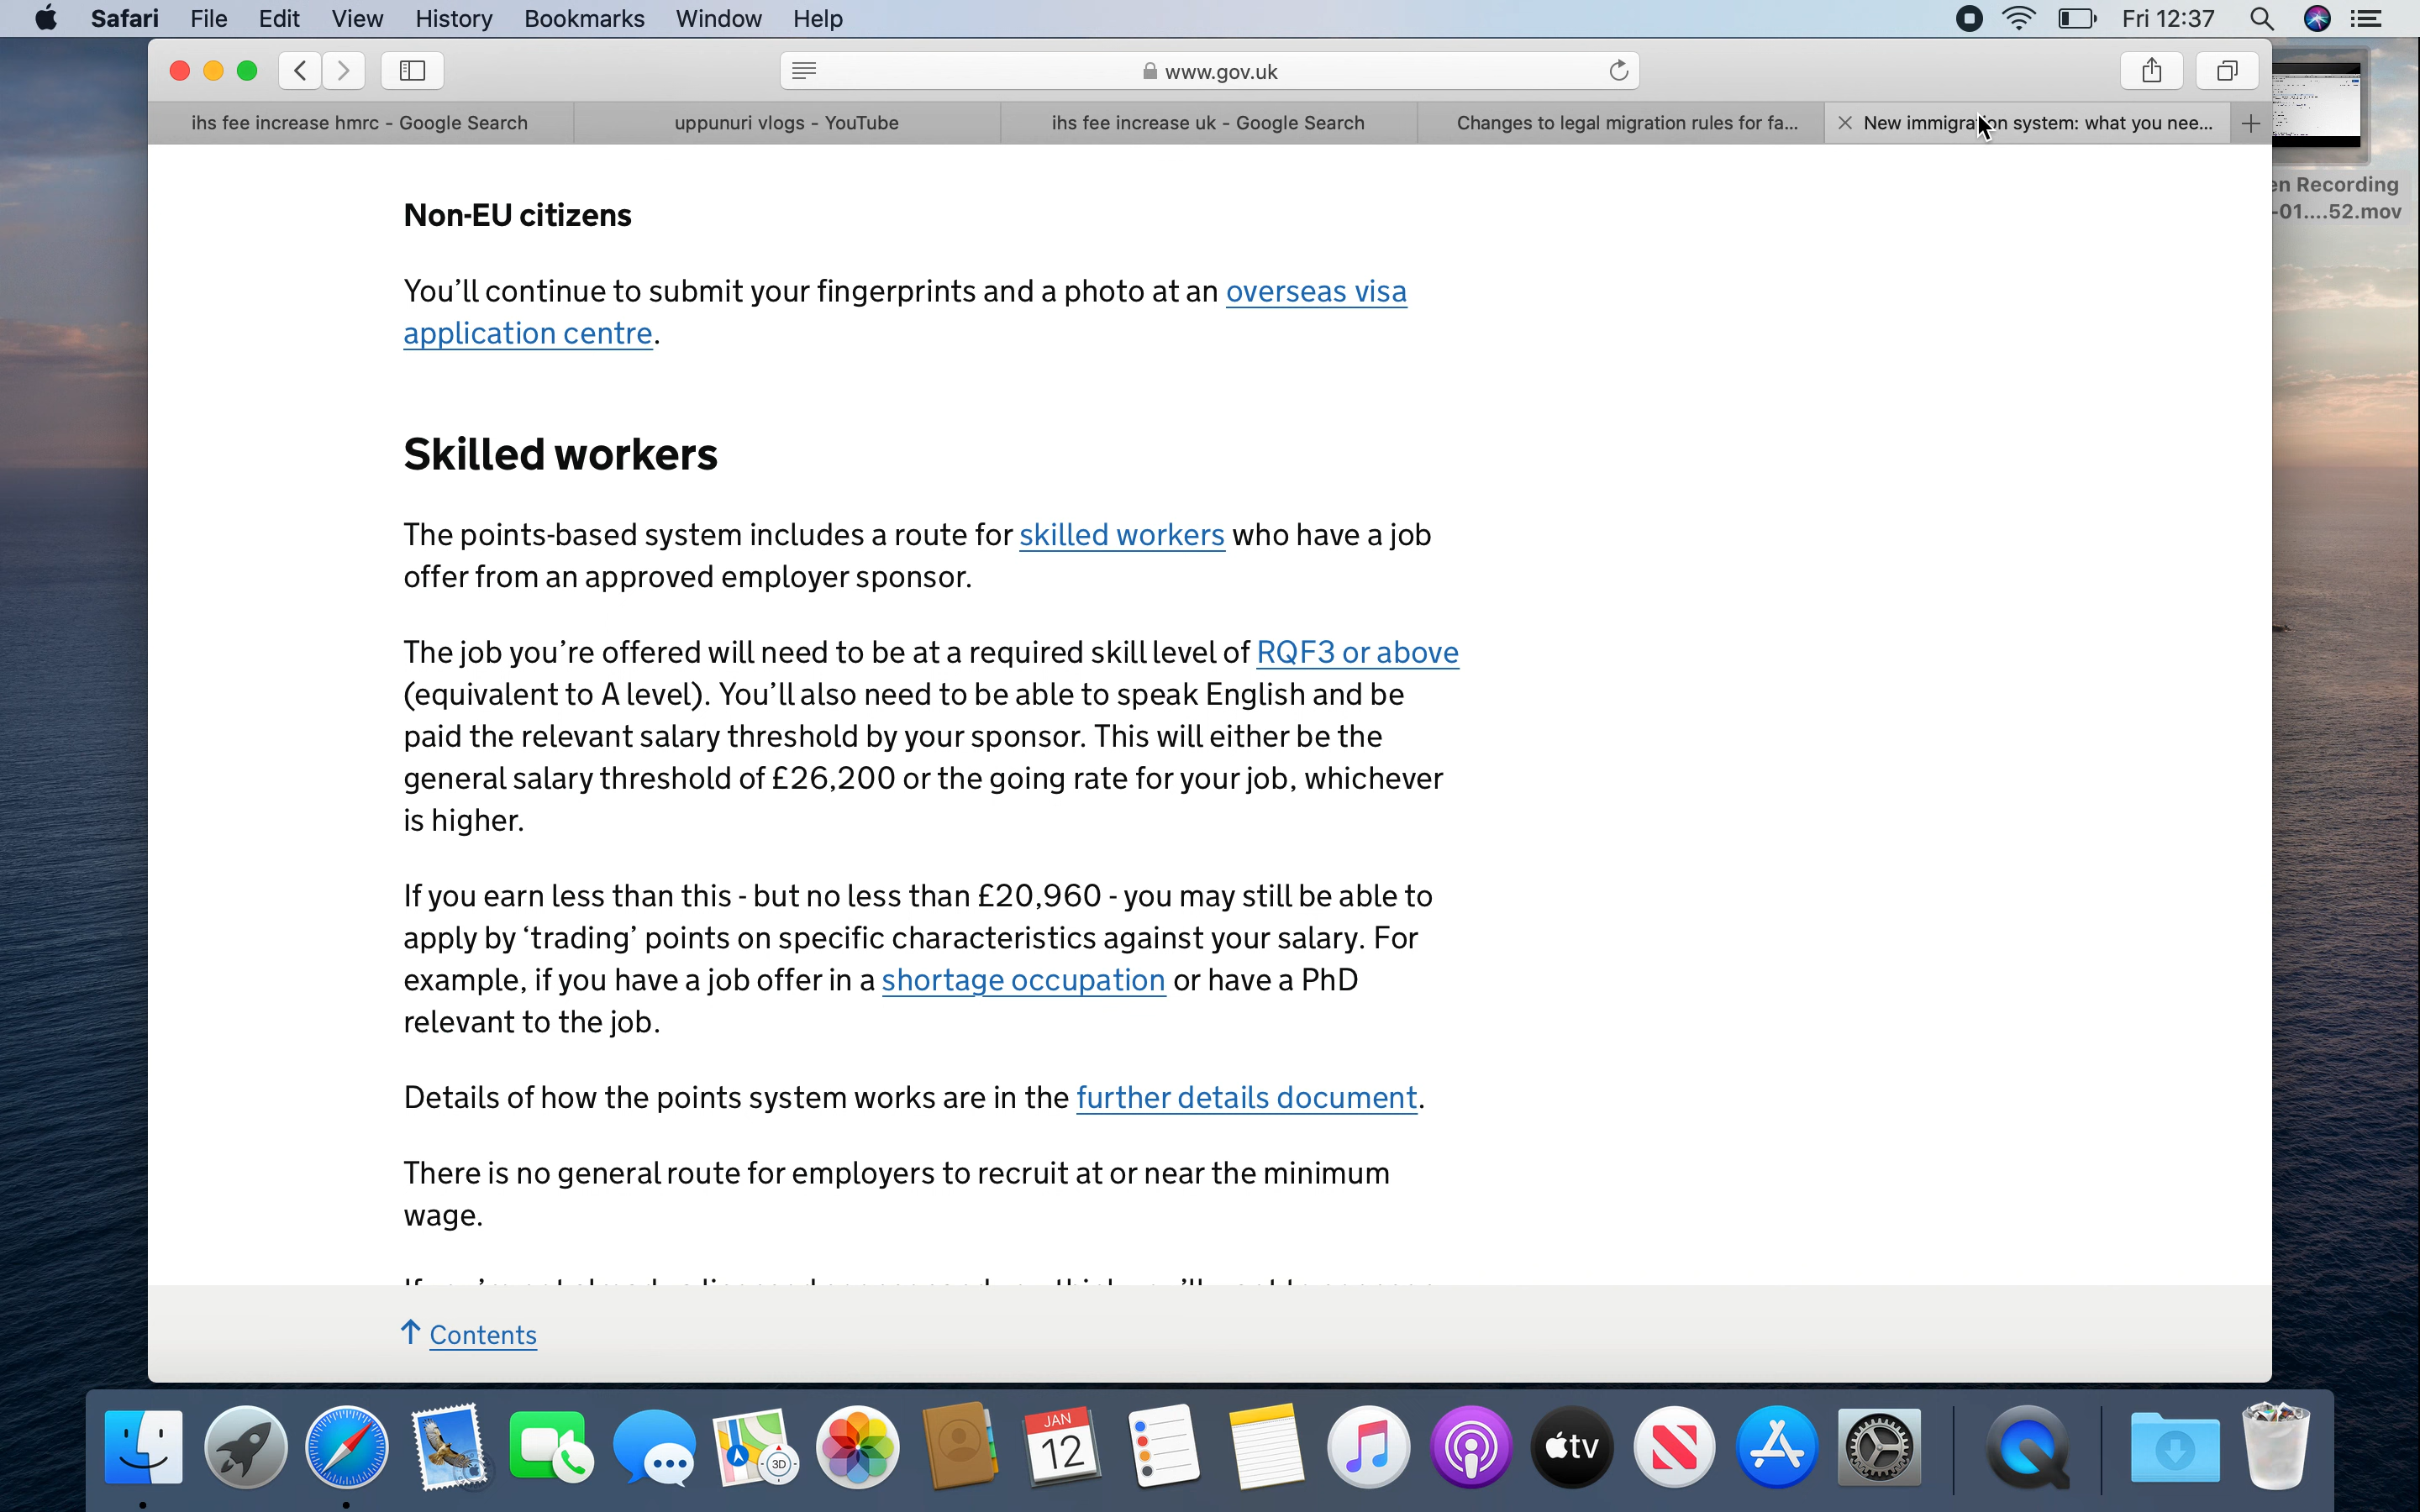 Safari File Edit View History Bookmarks Window Help Fri 12:37
www.gov.uk
ihs fee increase hmrc - Google Search uppunuri vlogs - YouTube ihs fee increase uk - Google Search Changes to legal migration rules for fa... New immigration system: what you nee...
en Recording
-01....52.mov
Non-EU citizens
You’ll continue to submit your fingerprints and a photo at an overseas visa
application centre.
Skilled workers
The points-based system includes a route for skilled workers who have a job
offer from an approved employer sponsor.
The job you’re offered will need to be at a required skill level of RQF3 or above
(equivalent to A level). You’ll also need to be able to speak English and be
paid the relevant salary threshold by your sponsor. This will either be the
general salary threshold of £26,200 or the going rate for your job, whichever
is higher.
If you earn less than this - but no less than £20,960 - you may still be able to
apply by ‘trading’ points on specific characteristics against your salary. For
example, if you have a job offer in a shortage occupation or have a PhD
relevant to the job.
Details of how the points system works are in the further details document.
There is no general route for employers to recruit at or near the minimum
wage.
↑ Contents
JAN
12
3D
tv